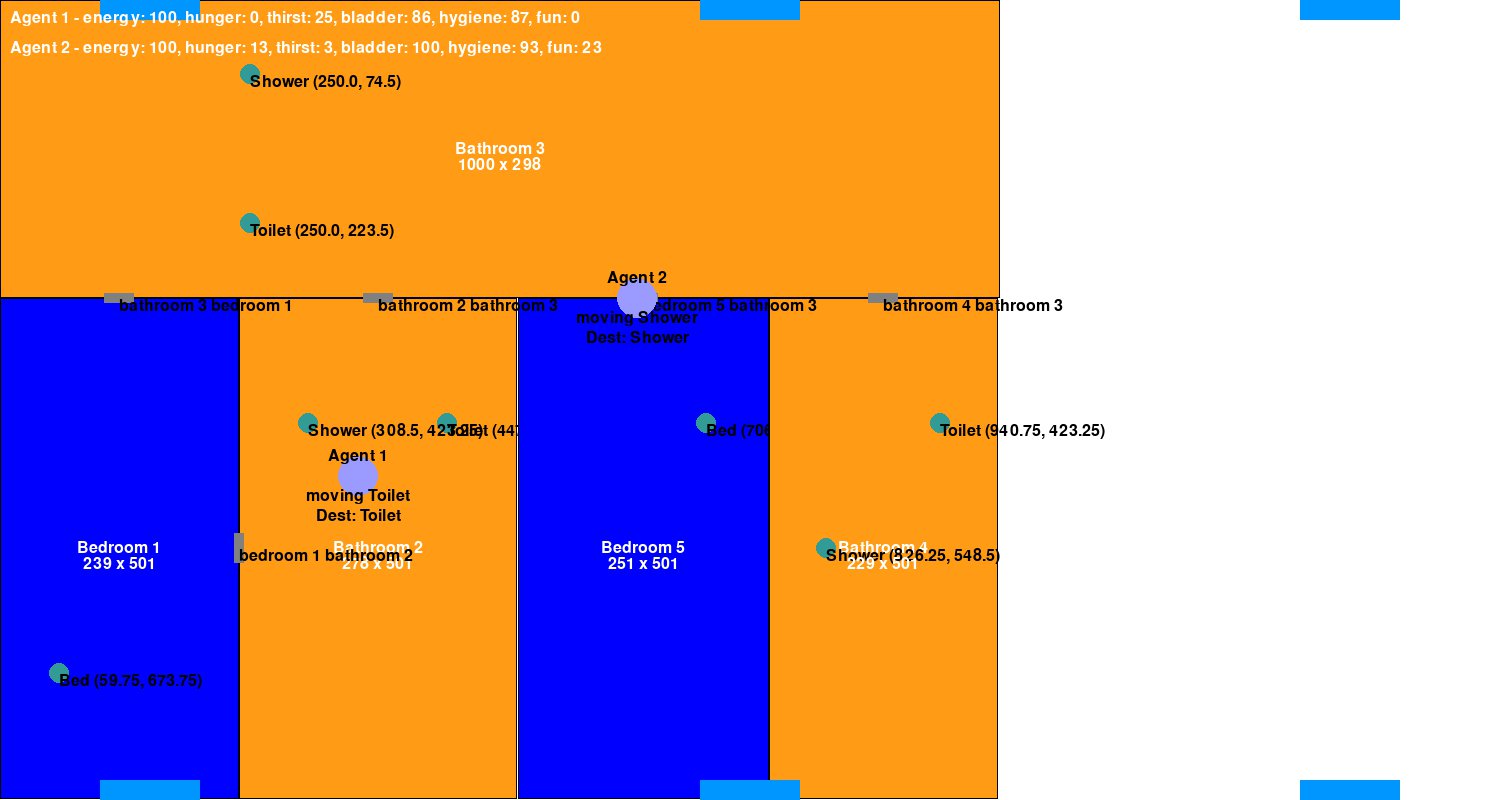 Agent 1 - energy: 100, hunger: 0, thirst: 25, bladder: 86, hygiene: 87, fun: 0
Agent 2 - energy: 100, hunger: 13, thirst: 3, bladder: 100, hygiene: 93, fun: 23
Shower (250.0, 74.5)
Bathroom 3
1000 x 298
Toilet (250.0, 223.5)
Agent 2
bathroom 3 bedroom 1
bathroom 2 bathroom 3
bedroom 5 bathroom 3
bathroom 4 bathroom 3
moving Shower
Dest: Shower
Shower (308.5, 423.25)
Toilet (447
Bed (706
Toilet (940.75, 423.25)
Agent 1
moving Toilet
Dest: Toilet
Bedroom 1
239 x 501
bedroom 1 bathroom 2
Bathroom 2
278 x 501
Bedroom 5
251 x 501
Bathroom 4
229 x 501
Shower (826.25, 548.5)
Bed (59.75, 673.75)